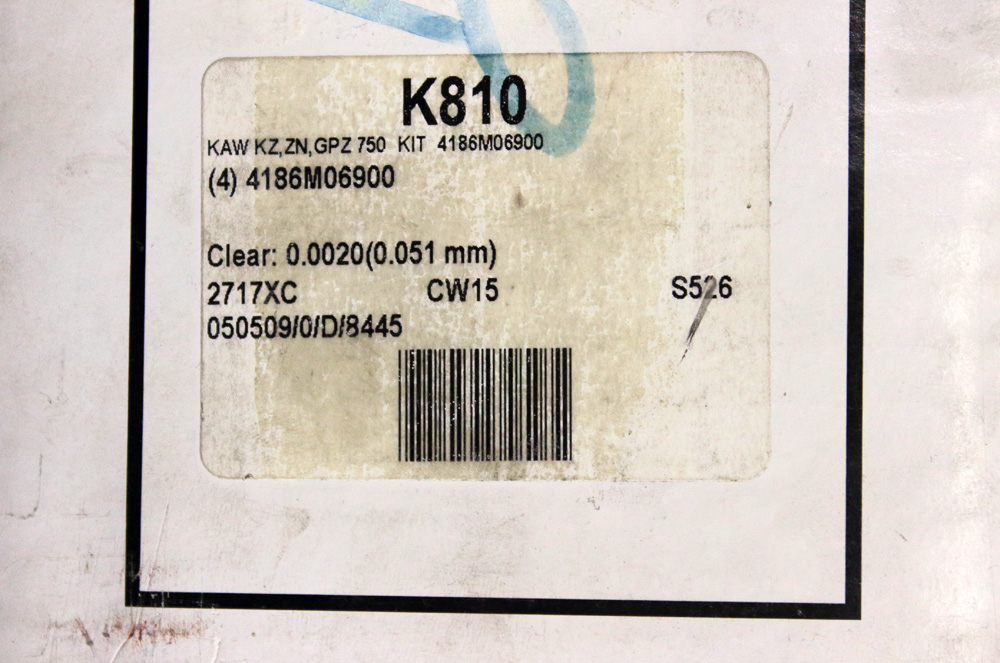 K810
KAW KZ,ZN,GPZ 750 KIT 4186M06900
(4) 4186M06900
Clear: 0.0020(0.051 mm)
2717XC CW15 S526
050509/0/D/8445